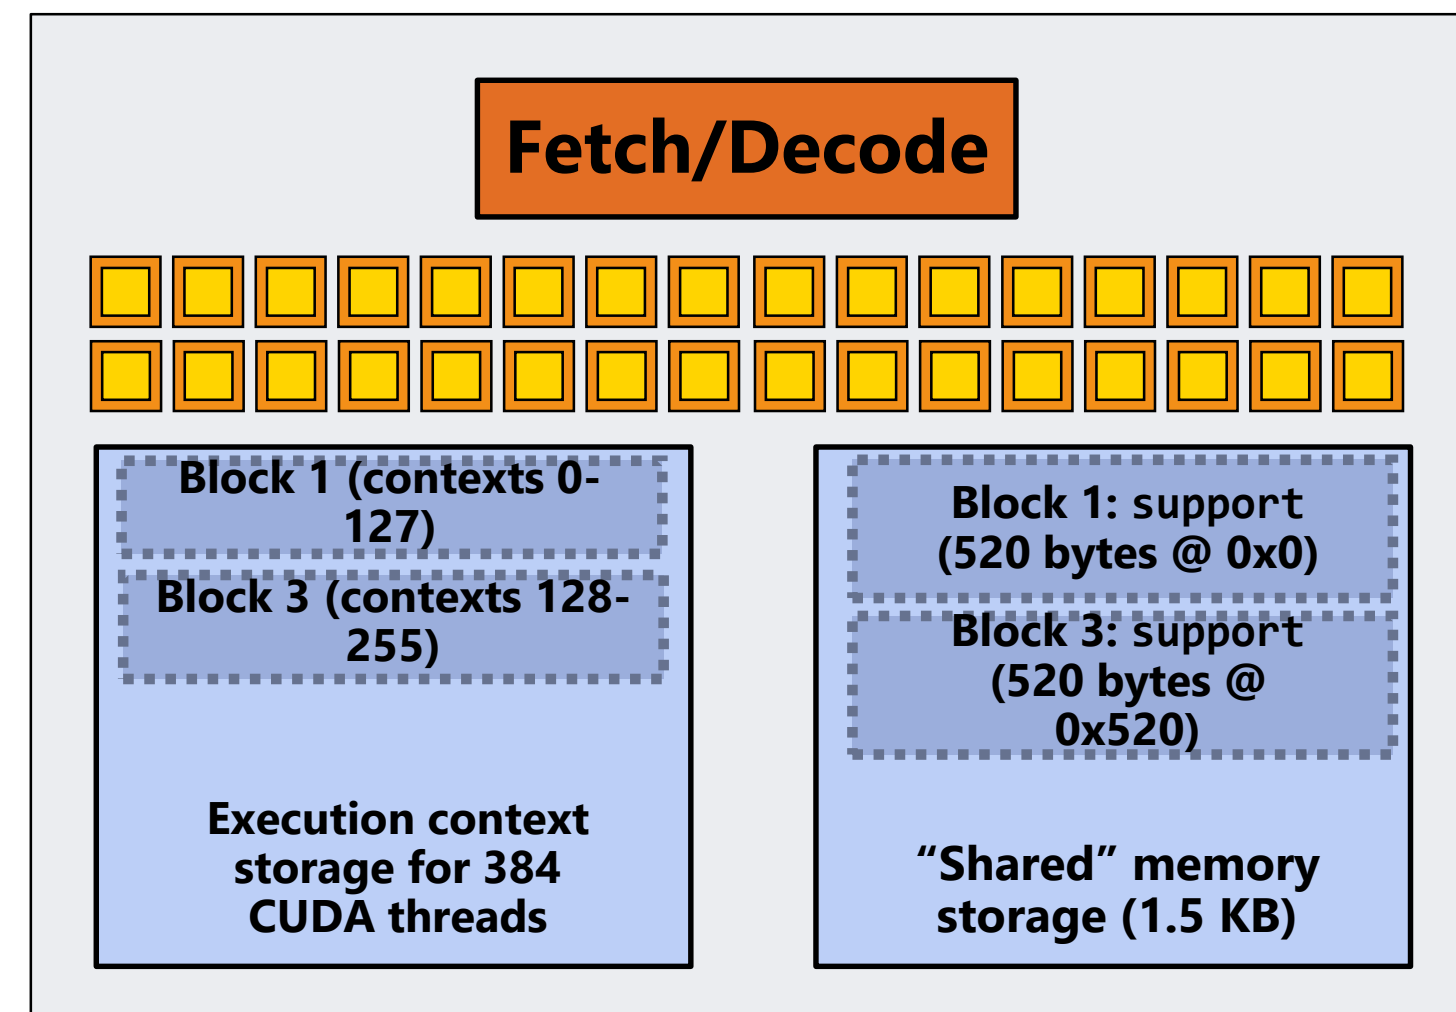 Fetch/Decode
Block 1 (contexts 0-
127)
Block 3 (contexts 128-
255)
Execution context
storage for 384
CUDA threads
Block 1: support
(520 bytes @ 0x0)
Block 3: support
(520 bytes @
0x520)
“Shared” memory
storage (1.5 KB)